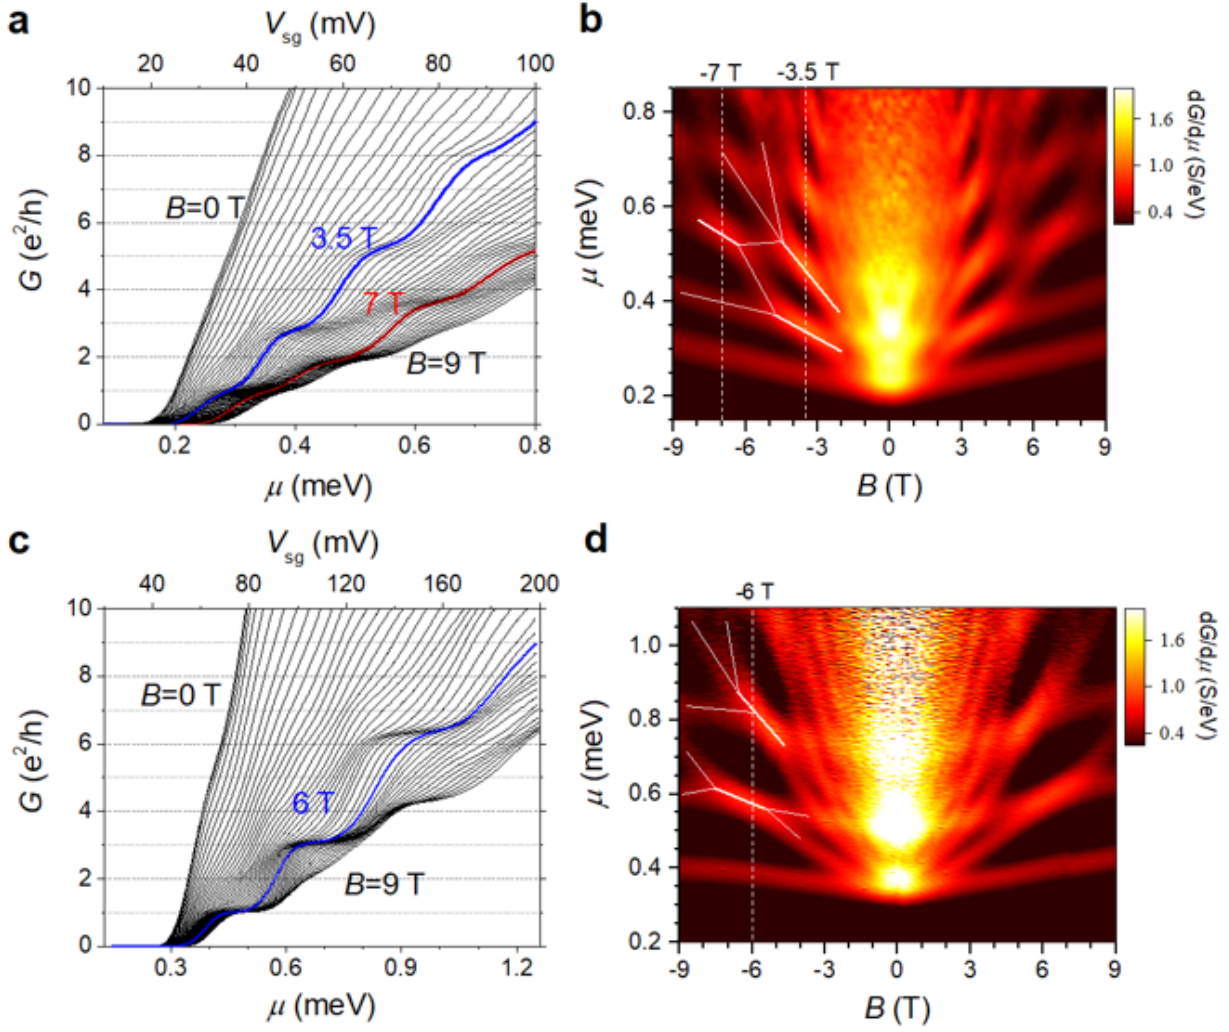 a
V_sg (mV)
20 40 60 80 100
10
8
6
4
2
0
G (e²/h)
B=0 T
3.5 T
7 T
B=9 T
0.2 0.4 0.6 0.8
μ (meV)
b
-7 T -3.5 T
0.8
0.6
0.4
0.2
μ (meV)
-9 -6 -3 0 3 6 9
B (T)
1.6
1.0
0.4
dG/dμ (S/eV)
c
V_sg (mV)
40 80 120 160 200
10
8
6
4
2
0
G (e²/h)
B=0 T
6 T
B=9 T
0.3 0.6 0.9 1.2
μ (meV)
d
-6 T
1.0
0.8
0.6
0.4
0.2
μ (meV)
-9 -6 -3 0 3 6 9
B (T)
1.6
1.0
0.4
dG/dμ (S/eV)